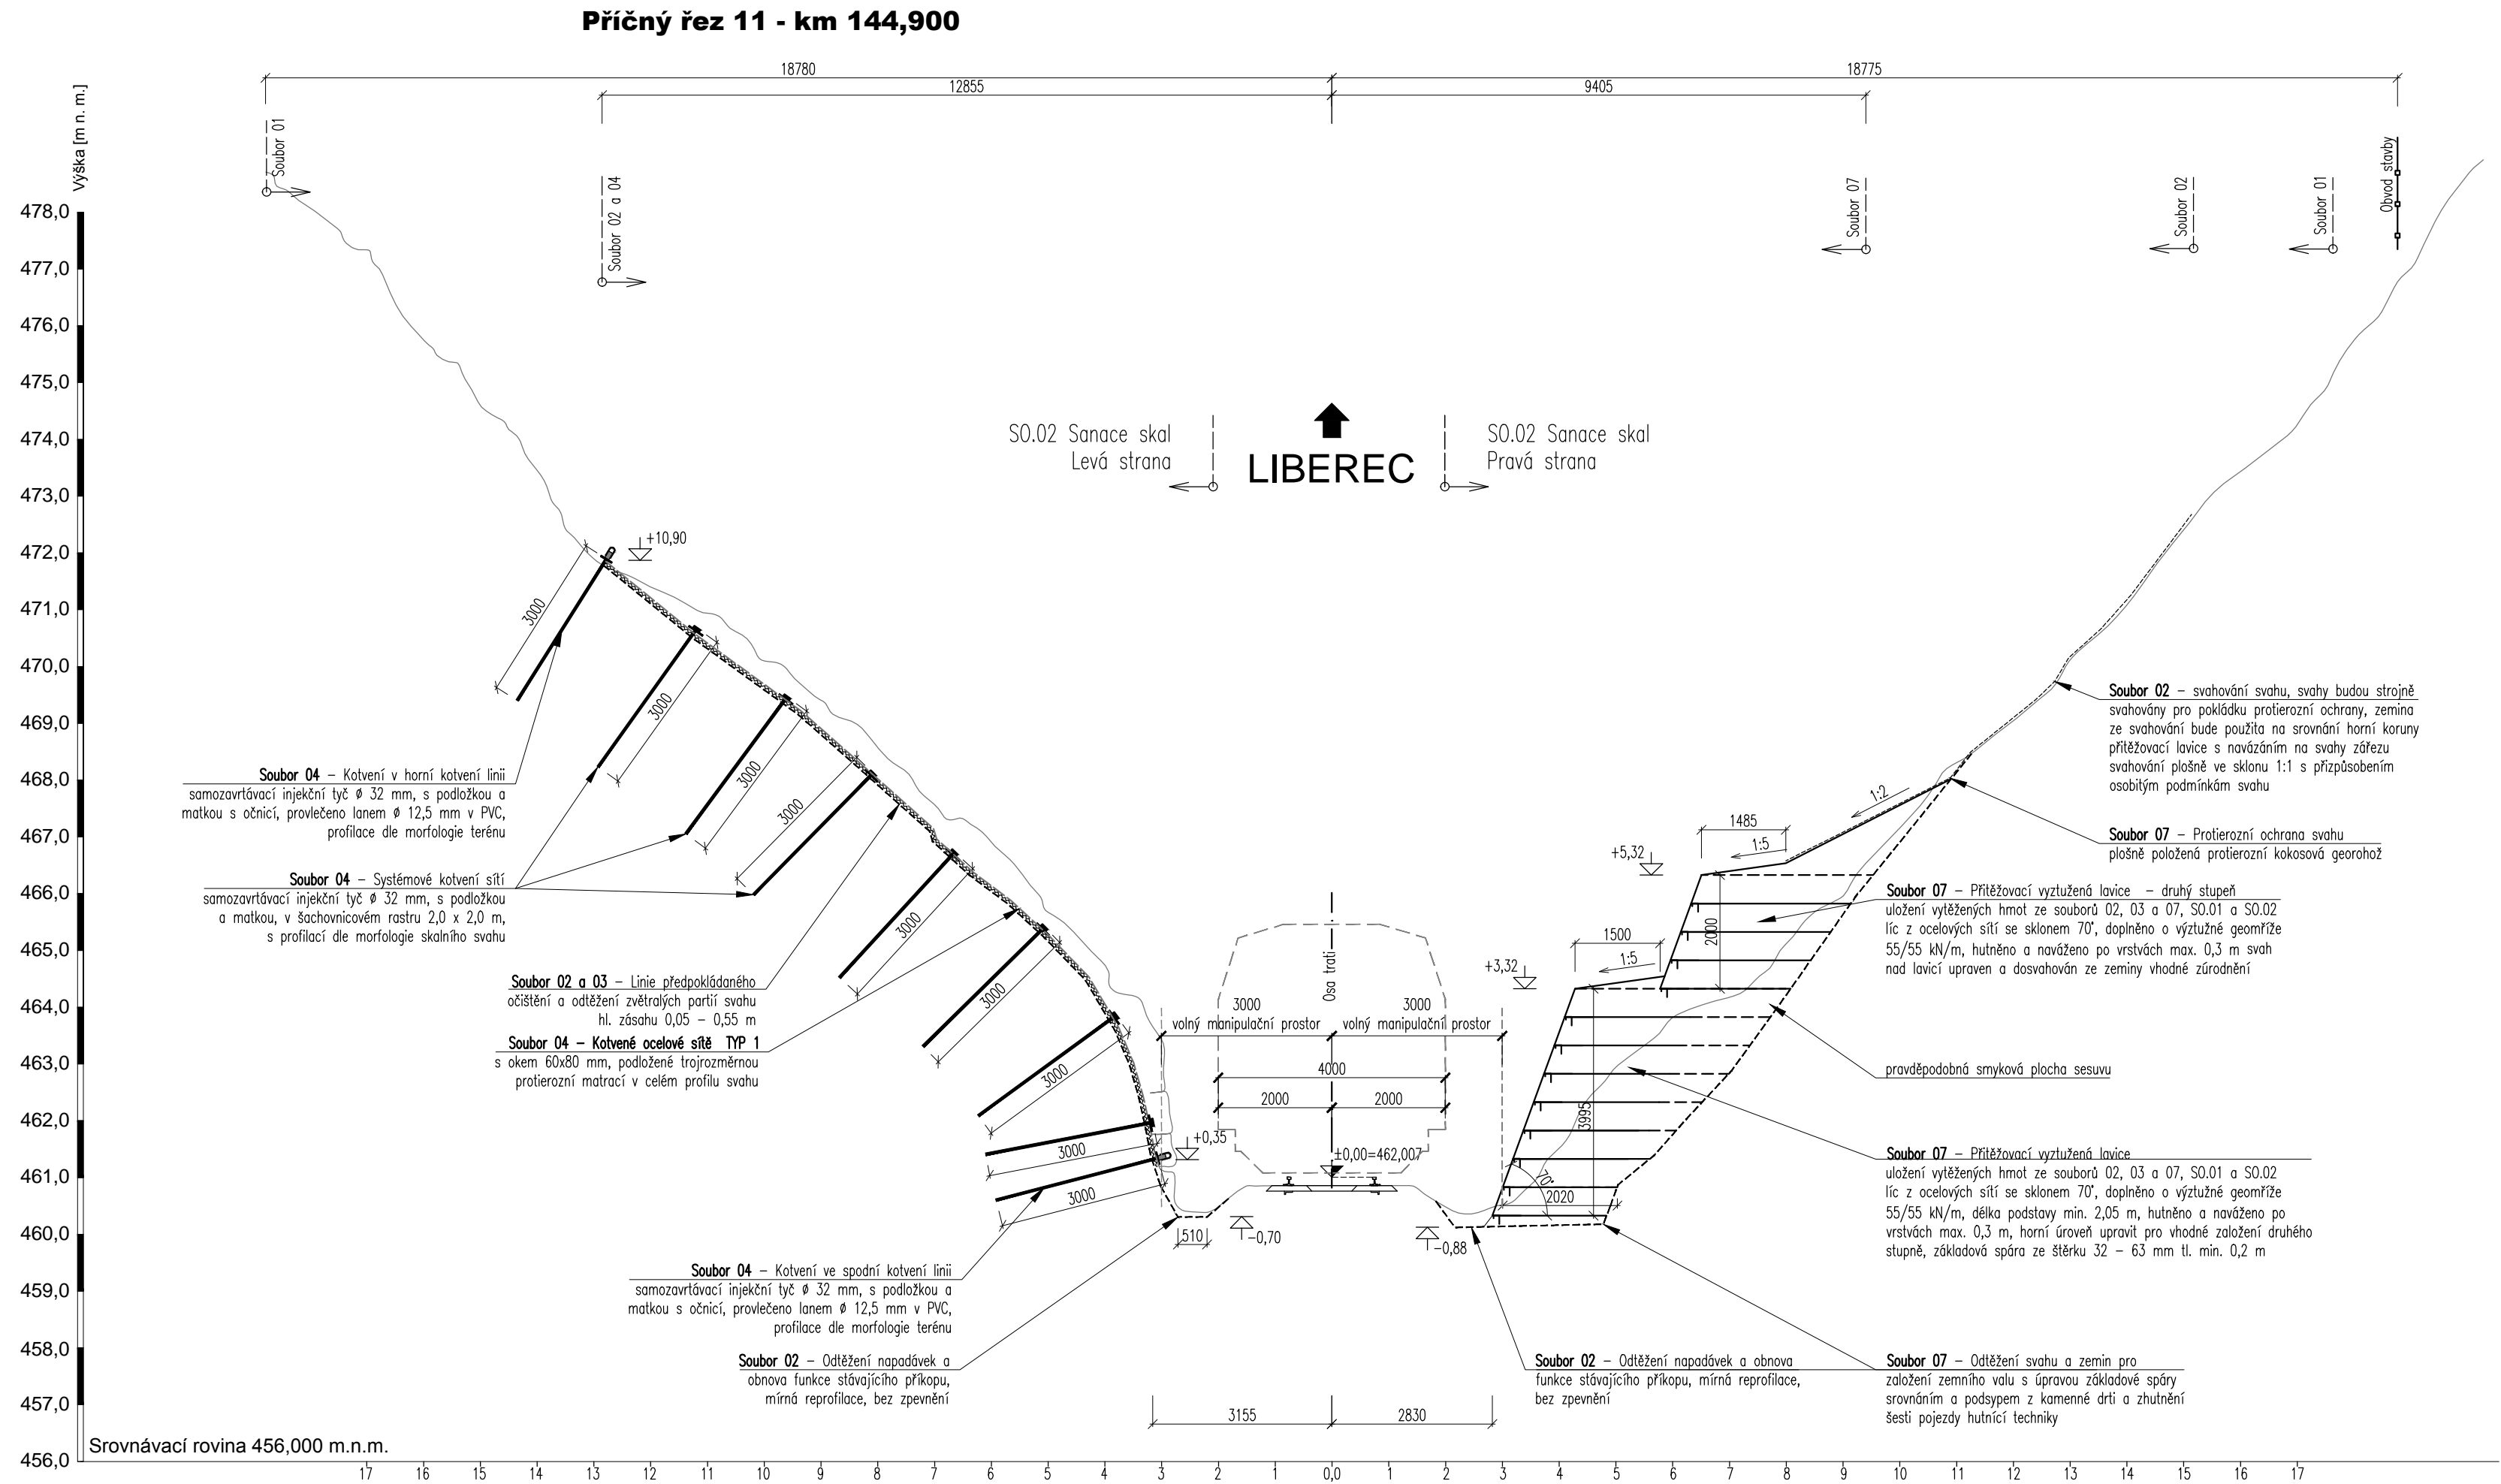 Příčný řez 11 - km 144,900
18780
18775
12855
9405
Výška [m n. m.]
Soubor 01
Soubor 02 a 04
Soubor 07
Soubor 02
Soubor 01
Obvod stavby
478,0
477,0
476,0
475,0
474,0
473,0
472,0
471,0
470,0
469,0
468,0
467,0
466,0
465,0
464,0
463,0
462,0
461,0
460,0
459,0
458,0
457,0
456,0
SO.02 Sanace skal
Levá strana
LIBEREC
SO.02 Sanace skal
Pravá strana
+10,90
3000
3000
3000
3000
3000
3000
3000
3000
3000
Soubor 04 – Kotvení v horní kotvení linii
samozavrtávací injekční tyč ø 32 mm, s podložkou a
matkou s očnicí, provlečeno lanem ø 12,5 mm v PVC,
profilace dle morfologie terénu
Soubor 04 – Systémové kotvení sítí
samozavrtávací injekční tyč ø 32 mm, s podložkou
a matkou, v šachovnicovém rastru 2,0 x 2,0 m,
s profilací dle morfologie skalního svahu
Soubor 02 a 03 – Linie předpokládaného
očištění a odtěžení zvětralých partií svahu
hl. zásahu 0,05 – 0,55 m
Soubor 04 – Kotvené ocelové sítě TYP 1
s okem 60x80 mm, podložené trojrozměrnou
protierozní matrací v celém profilu svahu
Soubor 04 – Kotvení ve spodní kotvení linii
samozavrtávací injekční tyč ø 32 mm, s podložkou a
matkou s očnicí, provlečeno lanem ø 12,5 mm v PVC,
profilace dle morfologie terénu
Soubor 02 – Odtěžení napadávek a
obnova funkce stávajícího příkopu,
mírná reprofilace, bez zpevnění
Osa trati
3000
3000
volný manipulační prostor
volný manipulační prostor
4000
2000
2000
+0,35
±0,00=462,007
510
–0,70
–0,88
1:2
1485
1:5
+5,32
2000
1500
1:5
+3,32
3995
70°
2020
Soubor 02 – svahování svahu, svahy budou strojně
svahovány pro pokládku protierozní ochrany, zemina
ze svahování bude použita na srovnání horní koruny
přitěžovací lavice s navázáním na svahy zářezu
svahování plošně ve sklonu 1:1 s přizpůsobením
osobitým podmínkám svahu
Soubor 07 – Protierozní ochrana svahu
plošně položená protierozní kokosová georohož
Soubor 07 – Přitěžovací vyztužená lavice – druhý stupeň
uložení vytěžených hmot ze souborů 02, 03 a 07, SO.01 a SO.02
líc z ocelových sítí se sklonem 70°, doplněno o výztužné geomříže
55/55 kN/m, hutněno a naváženo po vrstvách max. 0,3 m svah
nad lavicí upraven a dosvahován ze zeminy vhodné zúrodnění
pravděpodobná smyková plocha sesuvu
Soubor 07 – Přitěžovací vyztužená lavice
uložení vytěžených hmot ze souborů 02, 03 a 07, SO.01 a SO.02
líc z ocelových sítí se sklonem 70°, doplněno o výztužné geomříže
55/55 kN/m, délka podstavy min. 2,05 m, hutněno a naváženo po
vrstvách max. 0,3 m, horní úroveň upravit pro vhodné založení druhého
stupně, základová spára ze štěrku 32 – 63 mm tl. min. 0,2 m
Soubor 02 – Odtěžení napadávek a obnova
funkce stávajícího příkopu, mírná reprofilace,
bez zpevnění
Soubor 07 – Odtěžení svahu a zemin pro
založení zemního valu s úpravou základové spáry
srovnáním a podsypem z kamenné drti a zhutnění
šesti pojezdy hutnící techniky
3155
2830
Srovnávací rovina 456,000 m.n.m.
17 16 15 14 13 12 11 10 9 8 7 6 5 4 3 2 1 0,0 1 2 3 4 5 6 7 8 9 10 11 12 13 14 15 16 17